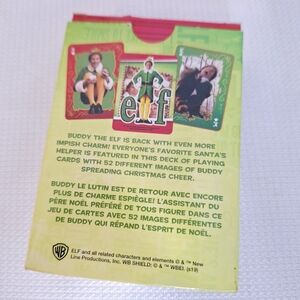 elf
BUDDY THE ELF IS BACK WITH EVEN MORE
IMPISH CHARM! EVERYONE'S FAVORITE SANTA'S
HELPER IS FEATURED IN THIS DECK OF PLAYING
CARDS WITH 52 DIFFERENT IMAGES OF BUDDY
SPREADING CHRISTMAS CHEER.
BUDDY LE LUTIN EST DE RETOUR AVEC ENCORE
PLUS DE CHARME ESPIÈGLE! L'ASSISTANT DU
PÈRE NOËL PRÉFÉRÉ DE TOUS FIGURE DANS CE
JEU DE CARTES AVEC 52 IMAGES DIFFÉRENTES
DE BUDDY QUI RÉPAND L'ESPRIT DE NOËL.
WB
ELF and all related characters and elements © & ™ New
Line Productions, Inc. WB SHIELD: © & ™ WBEI. (s19)